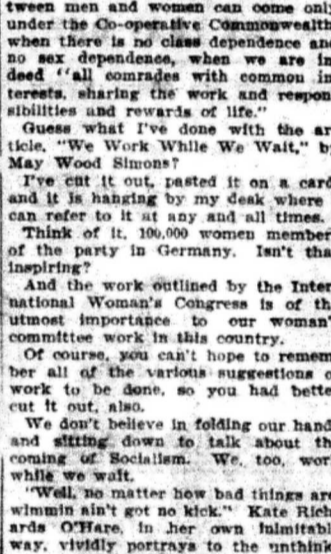 tween men and women can come only
under the Co-operative Commonwealth
when there is no class dependence and
no sex dependence, when we are in
deed "all comrades with common in
terests, sharing the work and respon
sibilities and rewards of life."
Guess what I've done with the ar
ticle, "We Work While We Wait," by
May Wood Simons?
I've cut it out, pasted it on a card
and it is hanging by my desk where
can refer to it at any and all times.
Think of it, 100,000 women member
of the party in Germany. Isn't tha
inspiring?
And the work outlined by the Inter
national Woman's Congress is of th
utmost importance to our woman'
committee work in this country.
Of course, you can't hope to remem
ber all of the various suggestions o
work to be done, so you had bette
cut it out, also.
We don't believe in folding our hand
and sitting down to talk about th
coming of Socialism. We, too, wor
while we wait.
"Well, no matter how bad things are
wimmin ain't got no kick." Kate Rich
ards O'Hare, in her own inimitabl
way, vividly portrays to the unthink